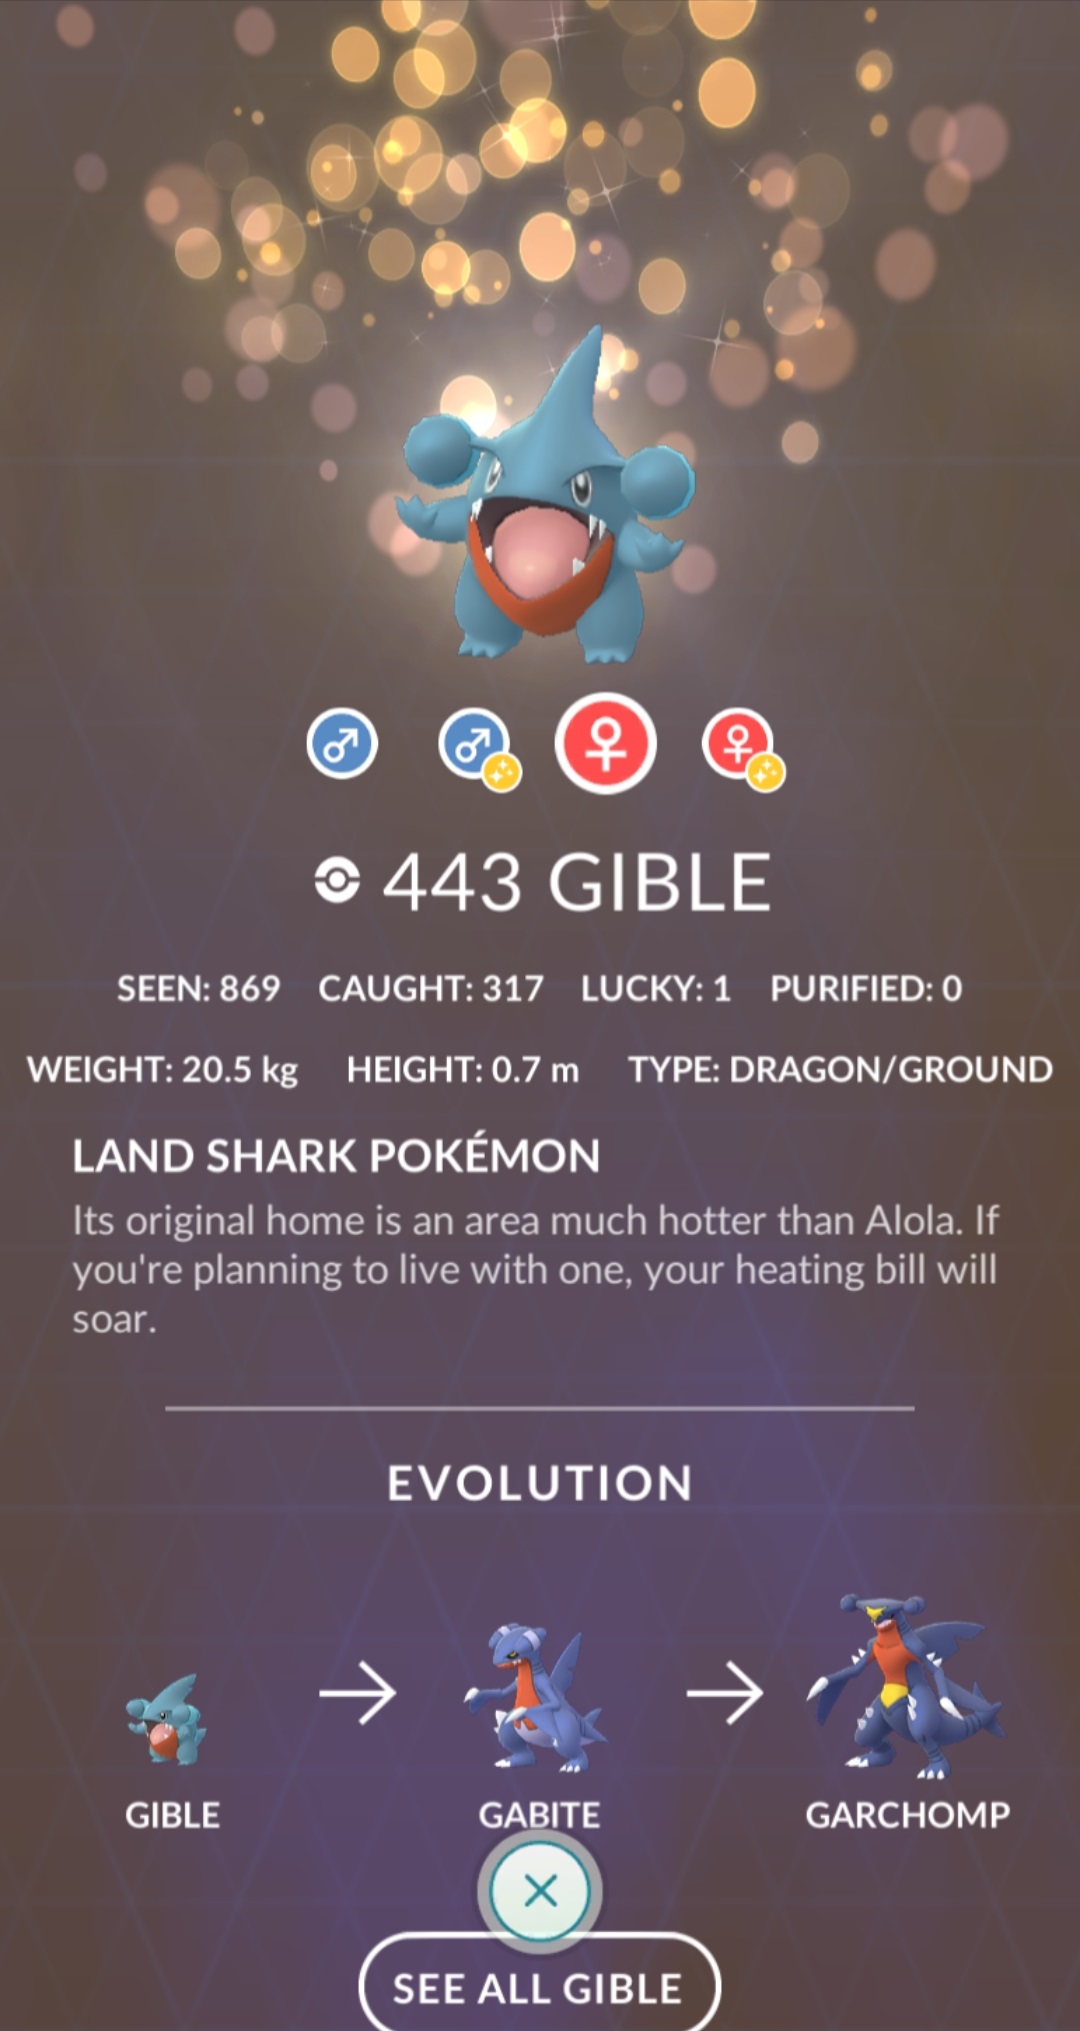 443 GIBLE
SEEN: 869 CAUGHT: 317 LUCKY: 1 PURIFIED: 0
WEIGHT: 20.5 kg HEIGHT: 0.7 m TYPE: DRAGON/GROUND
LAND SHARK POKÉMON
Its original home is an area much hotter than Alola. If
you're planning to live with one, your heating bill will
soar.
EVOLUTION
GIBLE GABITE GARCHOMP
SEE ALL GIBLE